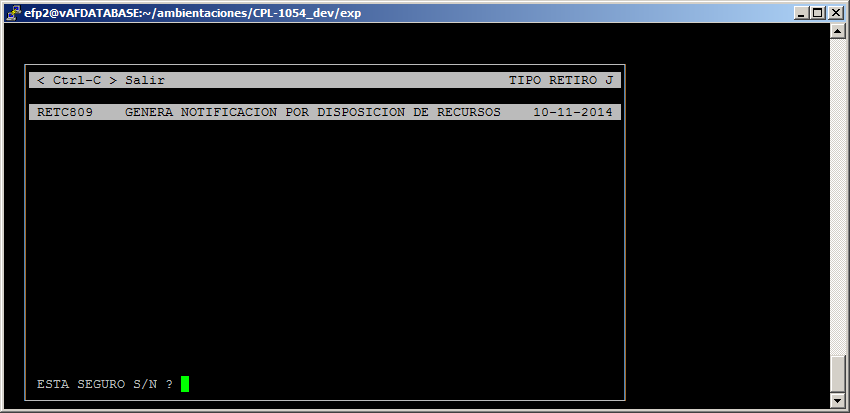 efp2@vAFDATABASE:~/ambientaciones/CPL-1054_dev/exp
< Ctrl-C > Salir TIPO RETIRO J
RETC809 GENERA NOTIFICACION POR DISPOSICION DE RECURSOS 10-11-2014
ESTA SEGURO S/N ?